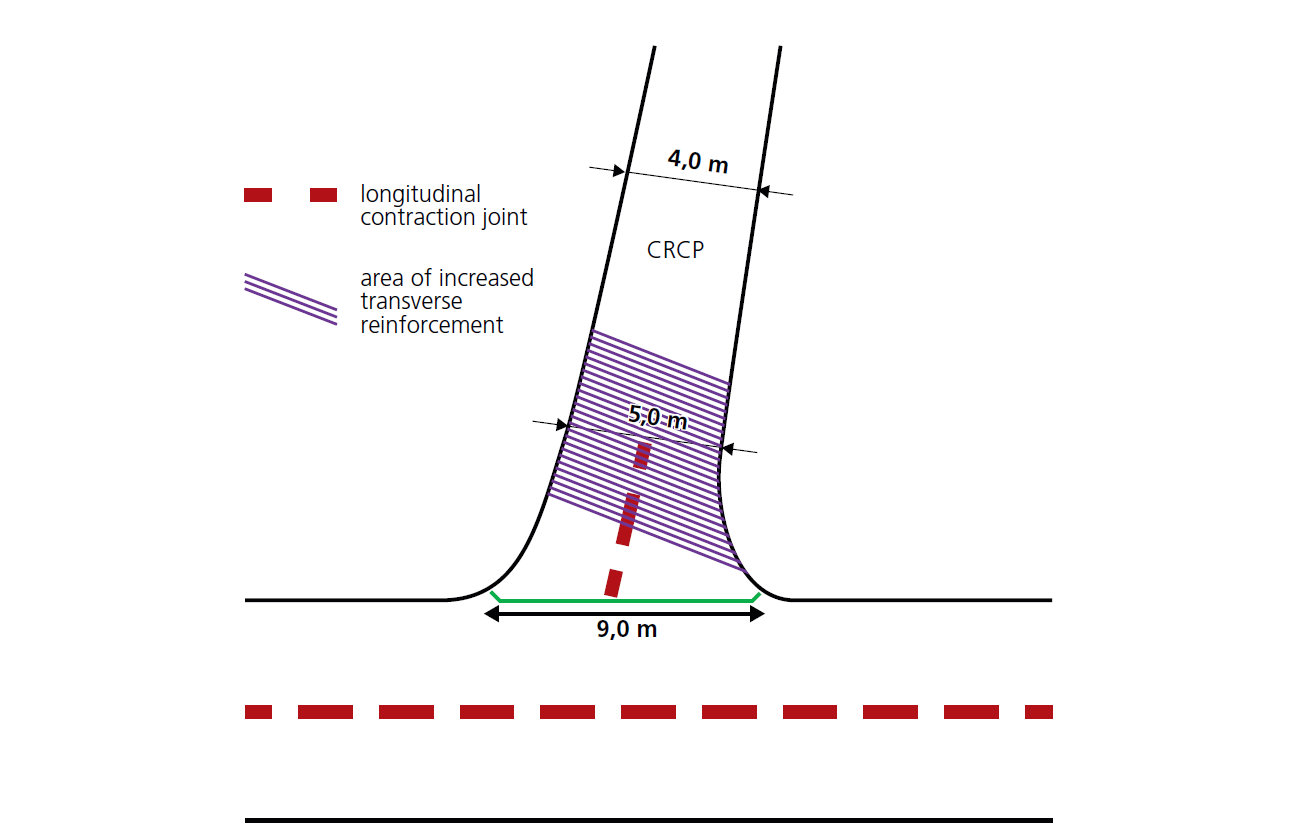 4,0 m
longitudinal
contraction joint
CRCP
area of increased
transverse
reinforcement
5,0 m
9,0 m